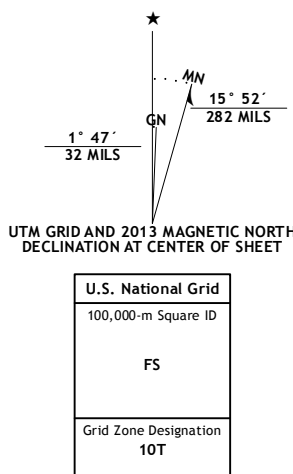 ★
MN
GN
15° 52´
282 MILS
1° 47´
32 MILS
UTM GRID AND 2013 MAGNETIC NORTH
DECLINATION AT CENTER OF SHEET
U.S. National Grid
100,000-m Square ID
FS
Grid Zone Designation
10T